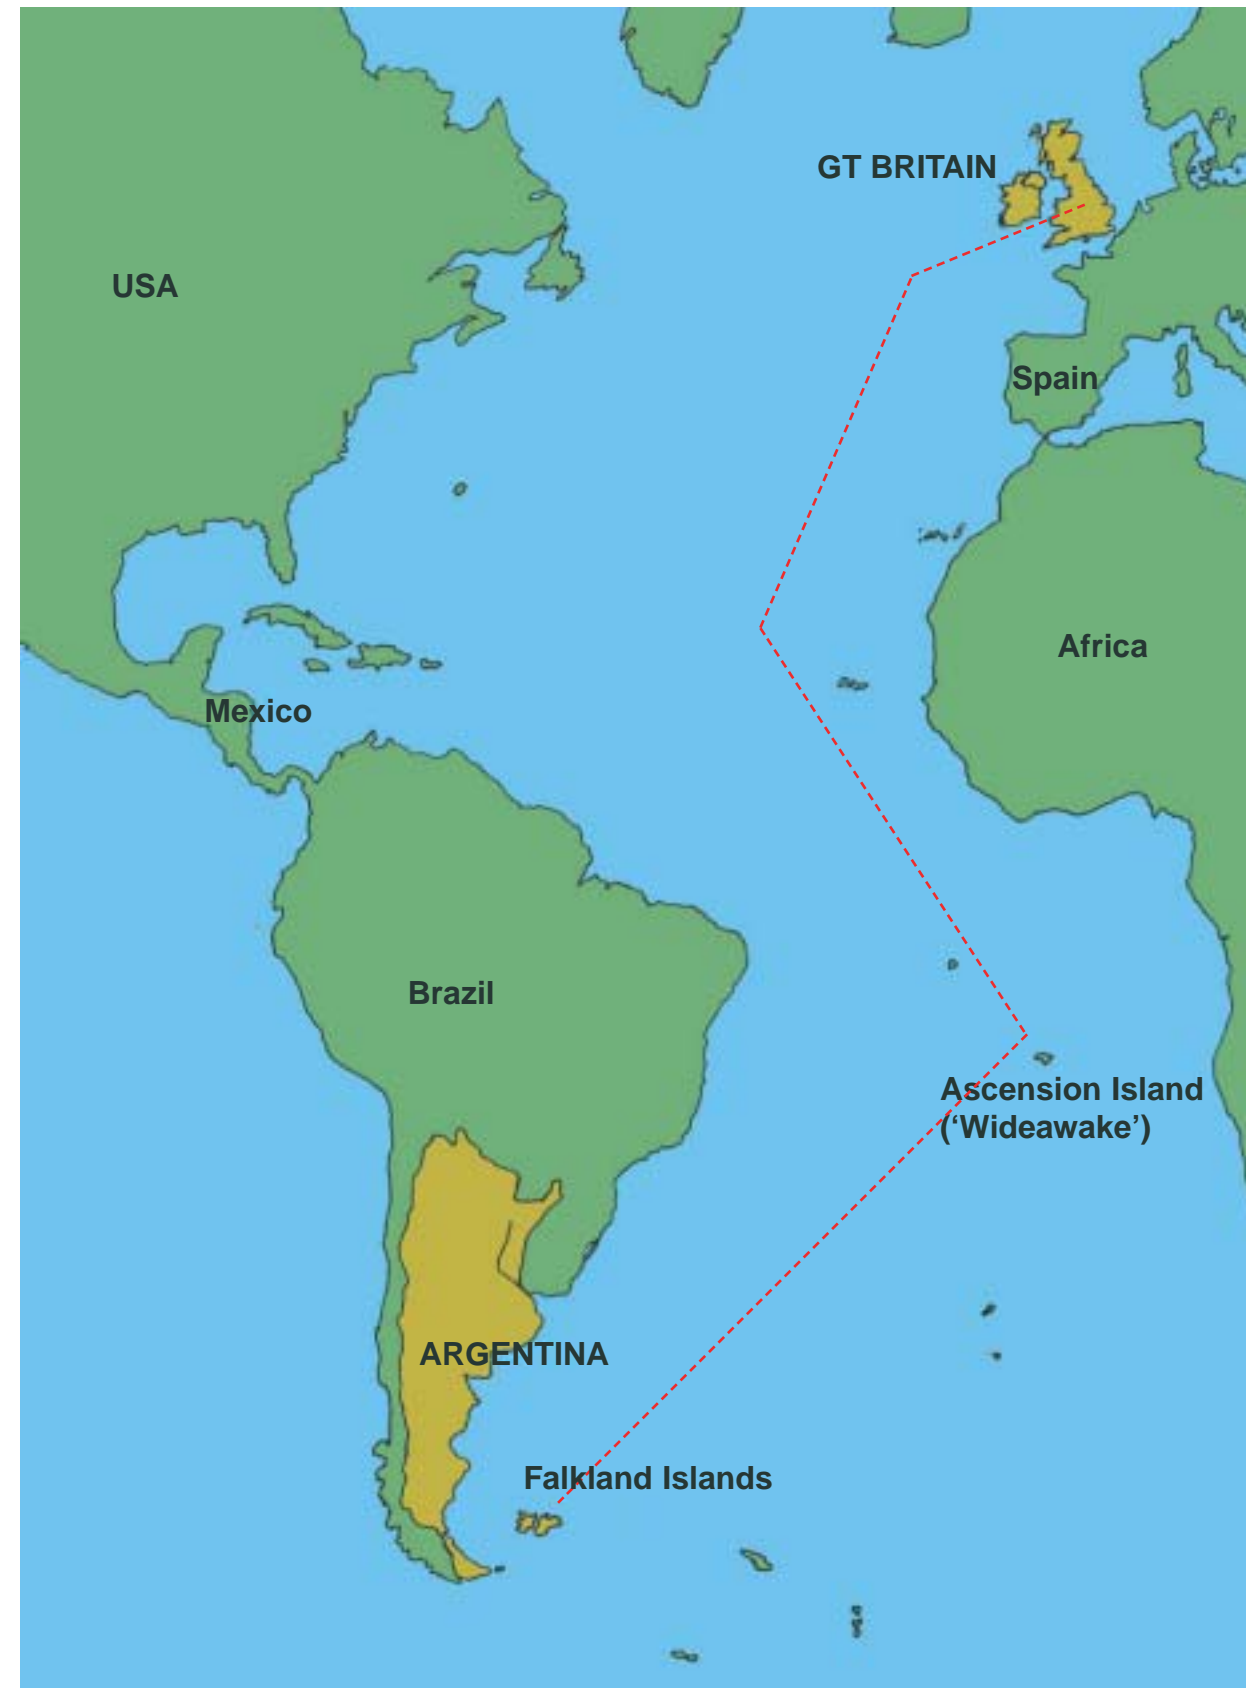 GT BRITAIN
USA
Spain
Africa
Mexico
Brazil
Ascension Island
(‘Wideawake’)
ARGENTINA
Falkland Islands